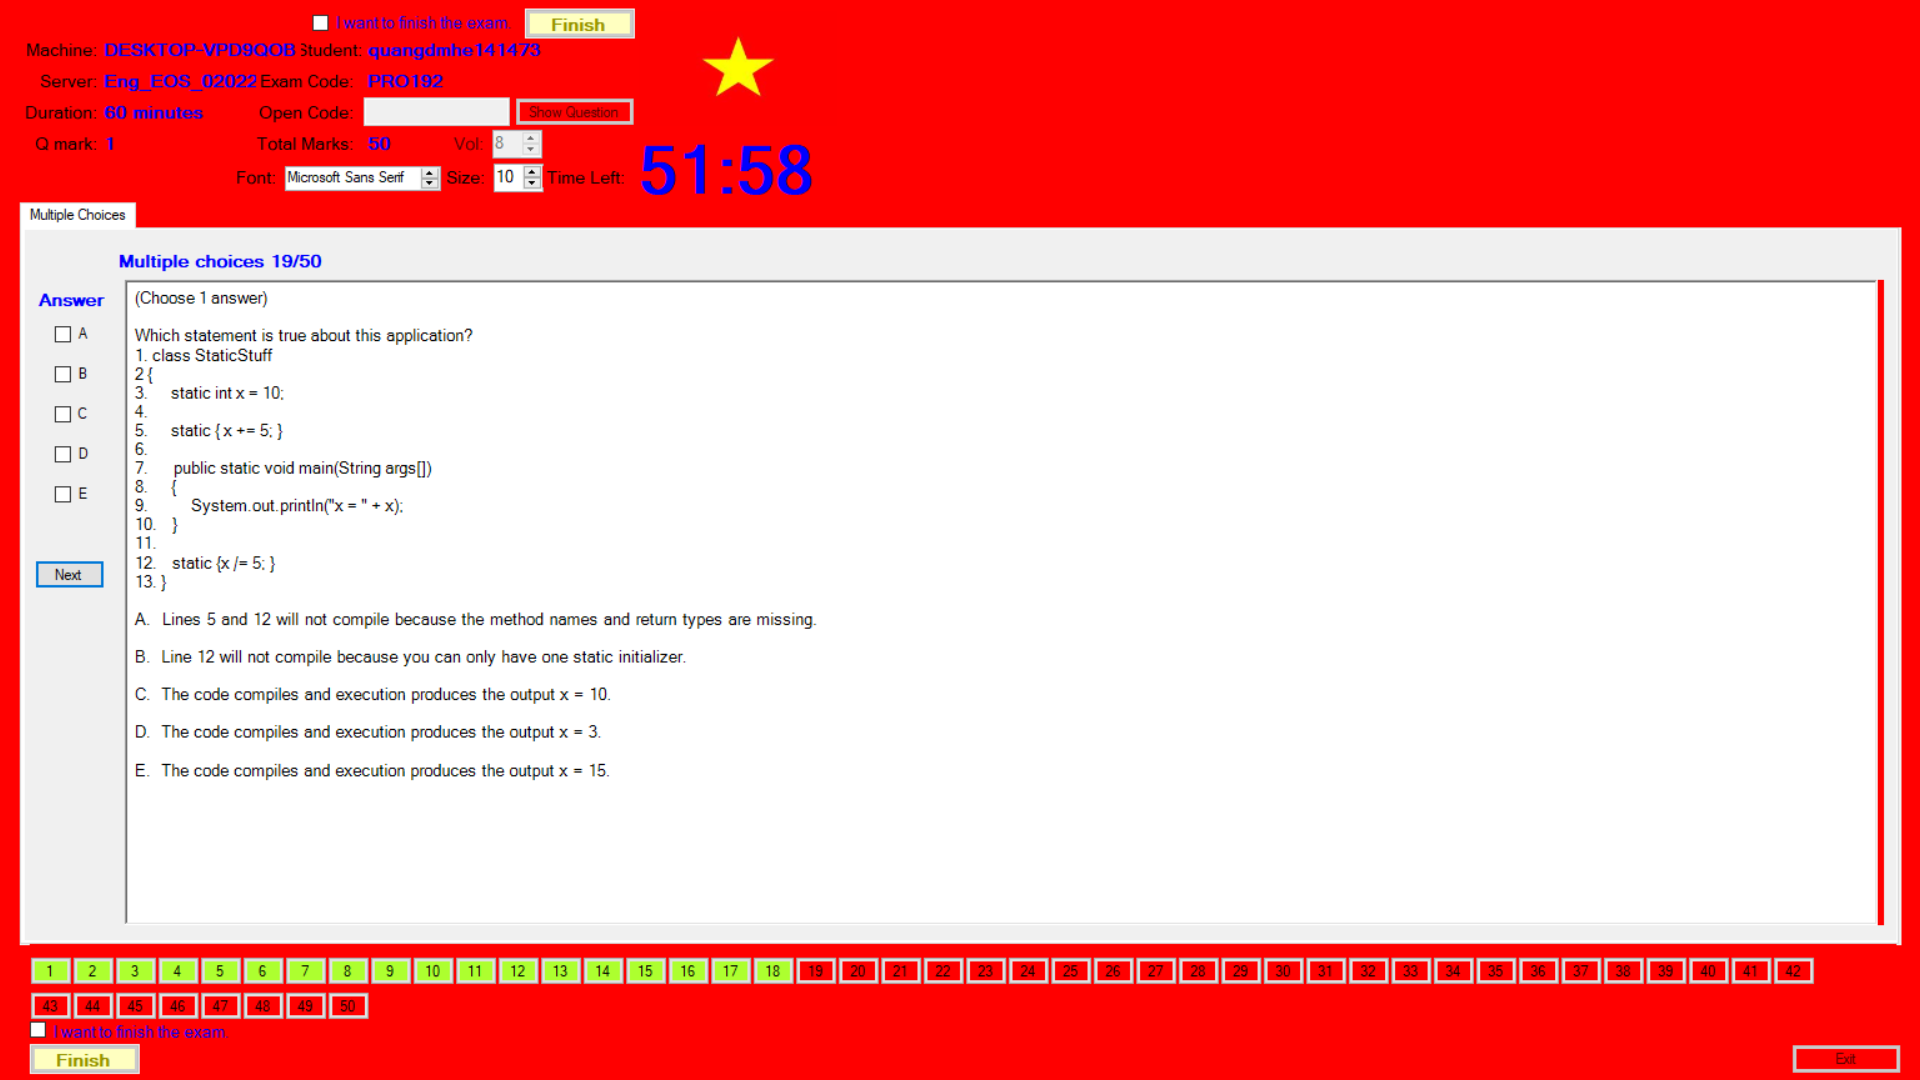 I want to finish the exam.
Finish
Machine: DESKTOP-VPD9QOB Student: quangdmhe141473
Server: Eng_EOS_02022 Exam Code: PRO192
Duration: 60 minutes Open Code: Show Question
Q mark: 1 Total Marks: 50 Vol: 8
Font: Microsoft Sans Serif Size: 10 Time Left: 51:58
Multiple Choices
Multiple choices 19/50
Answer
A
B
C
D
E
Next
(Choose 1 answer)
Which statement is true about this application?
1. class StaticStuff
2 {
3. static int x = 10;
4.
5. static { x += 5; }
6.
7. public static void main(String args[])
8. {
9. System.out.println("x = " + x);
10. }
11.
12. static {x /= 5; }
13. }
A. Lines 5 and 12 will not compile because the method names and return types are missing.
B. Line 12 will not compile because you can only have one static initializer.
C. The code compiles and execution produces the output x = 10.
D. The code compiles and execution produces the output x = 3.
E. The code compiles and execution produces the output x = 15.
1 2 3 4 5 6 7 8 9 10 11 12 13 14 15 16 17 18 19 20 21 22 23 24 25 26 27 28 29 30 31 32 33 34 35 36 37 38 39 40 41 42
43 44 45 46 47 48 49 50
I want to finish the exam.
Finish
Exit